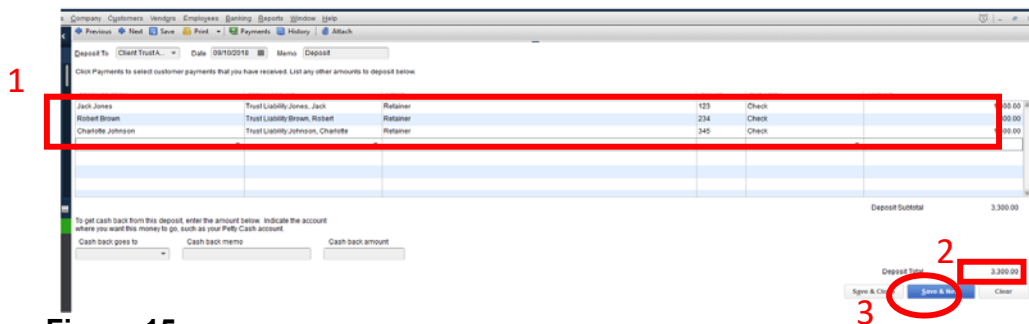 Company Customers Vendors Employees Banking Reports Window Help
Previous Next Save Print Payments History Attach
Deposit To Client Trust A... Date 09/10/2018 Memo Deposit
Click Payments to select customer payments that you have received. List any other amounts to deposit below.
1
Jack Jones Trust Liability:Jones, Jack Retainer 123 Check
Robert Brown Trust Liability:Brown, Robert Retainer 234 Check
Charlotte Johnson Trust Liability:Johnson, Charlotte Retainer 345 Check
Deposit Subtotal 3,300.00
To get cash back from this deposit, enter the amount below. Indicate the account
where you want this money to go, such as your Petty Cash account.
Cash back goes to Cash back memo Cash back amount
2
Deposit Total 3,300.00
Save & Save & Clear
3